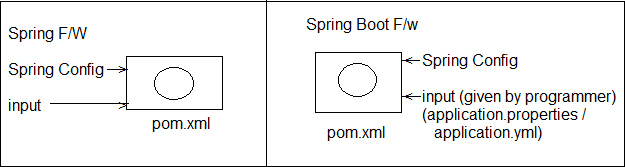 Spring F/W
Spring Config
input
pom.xml
Spring Boot F/w
Spring Config
input (given by programmer)
(application.properties /
application.yml)
pom.xml